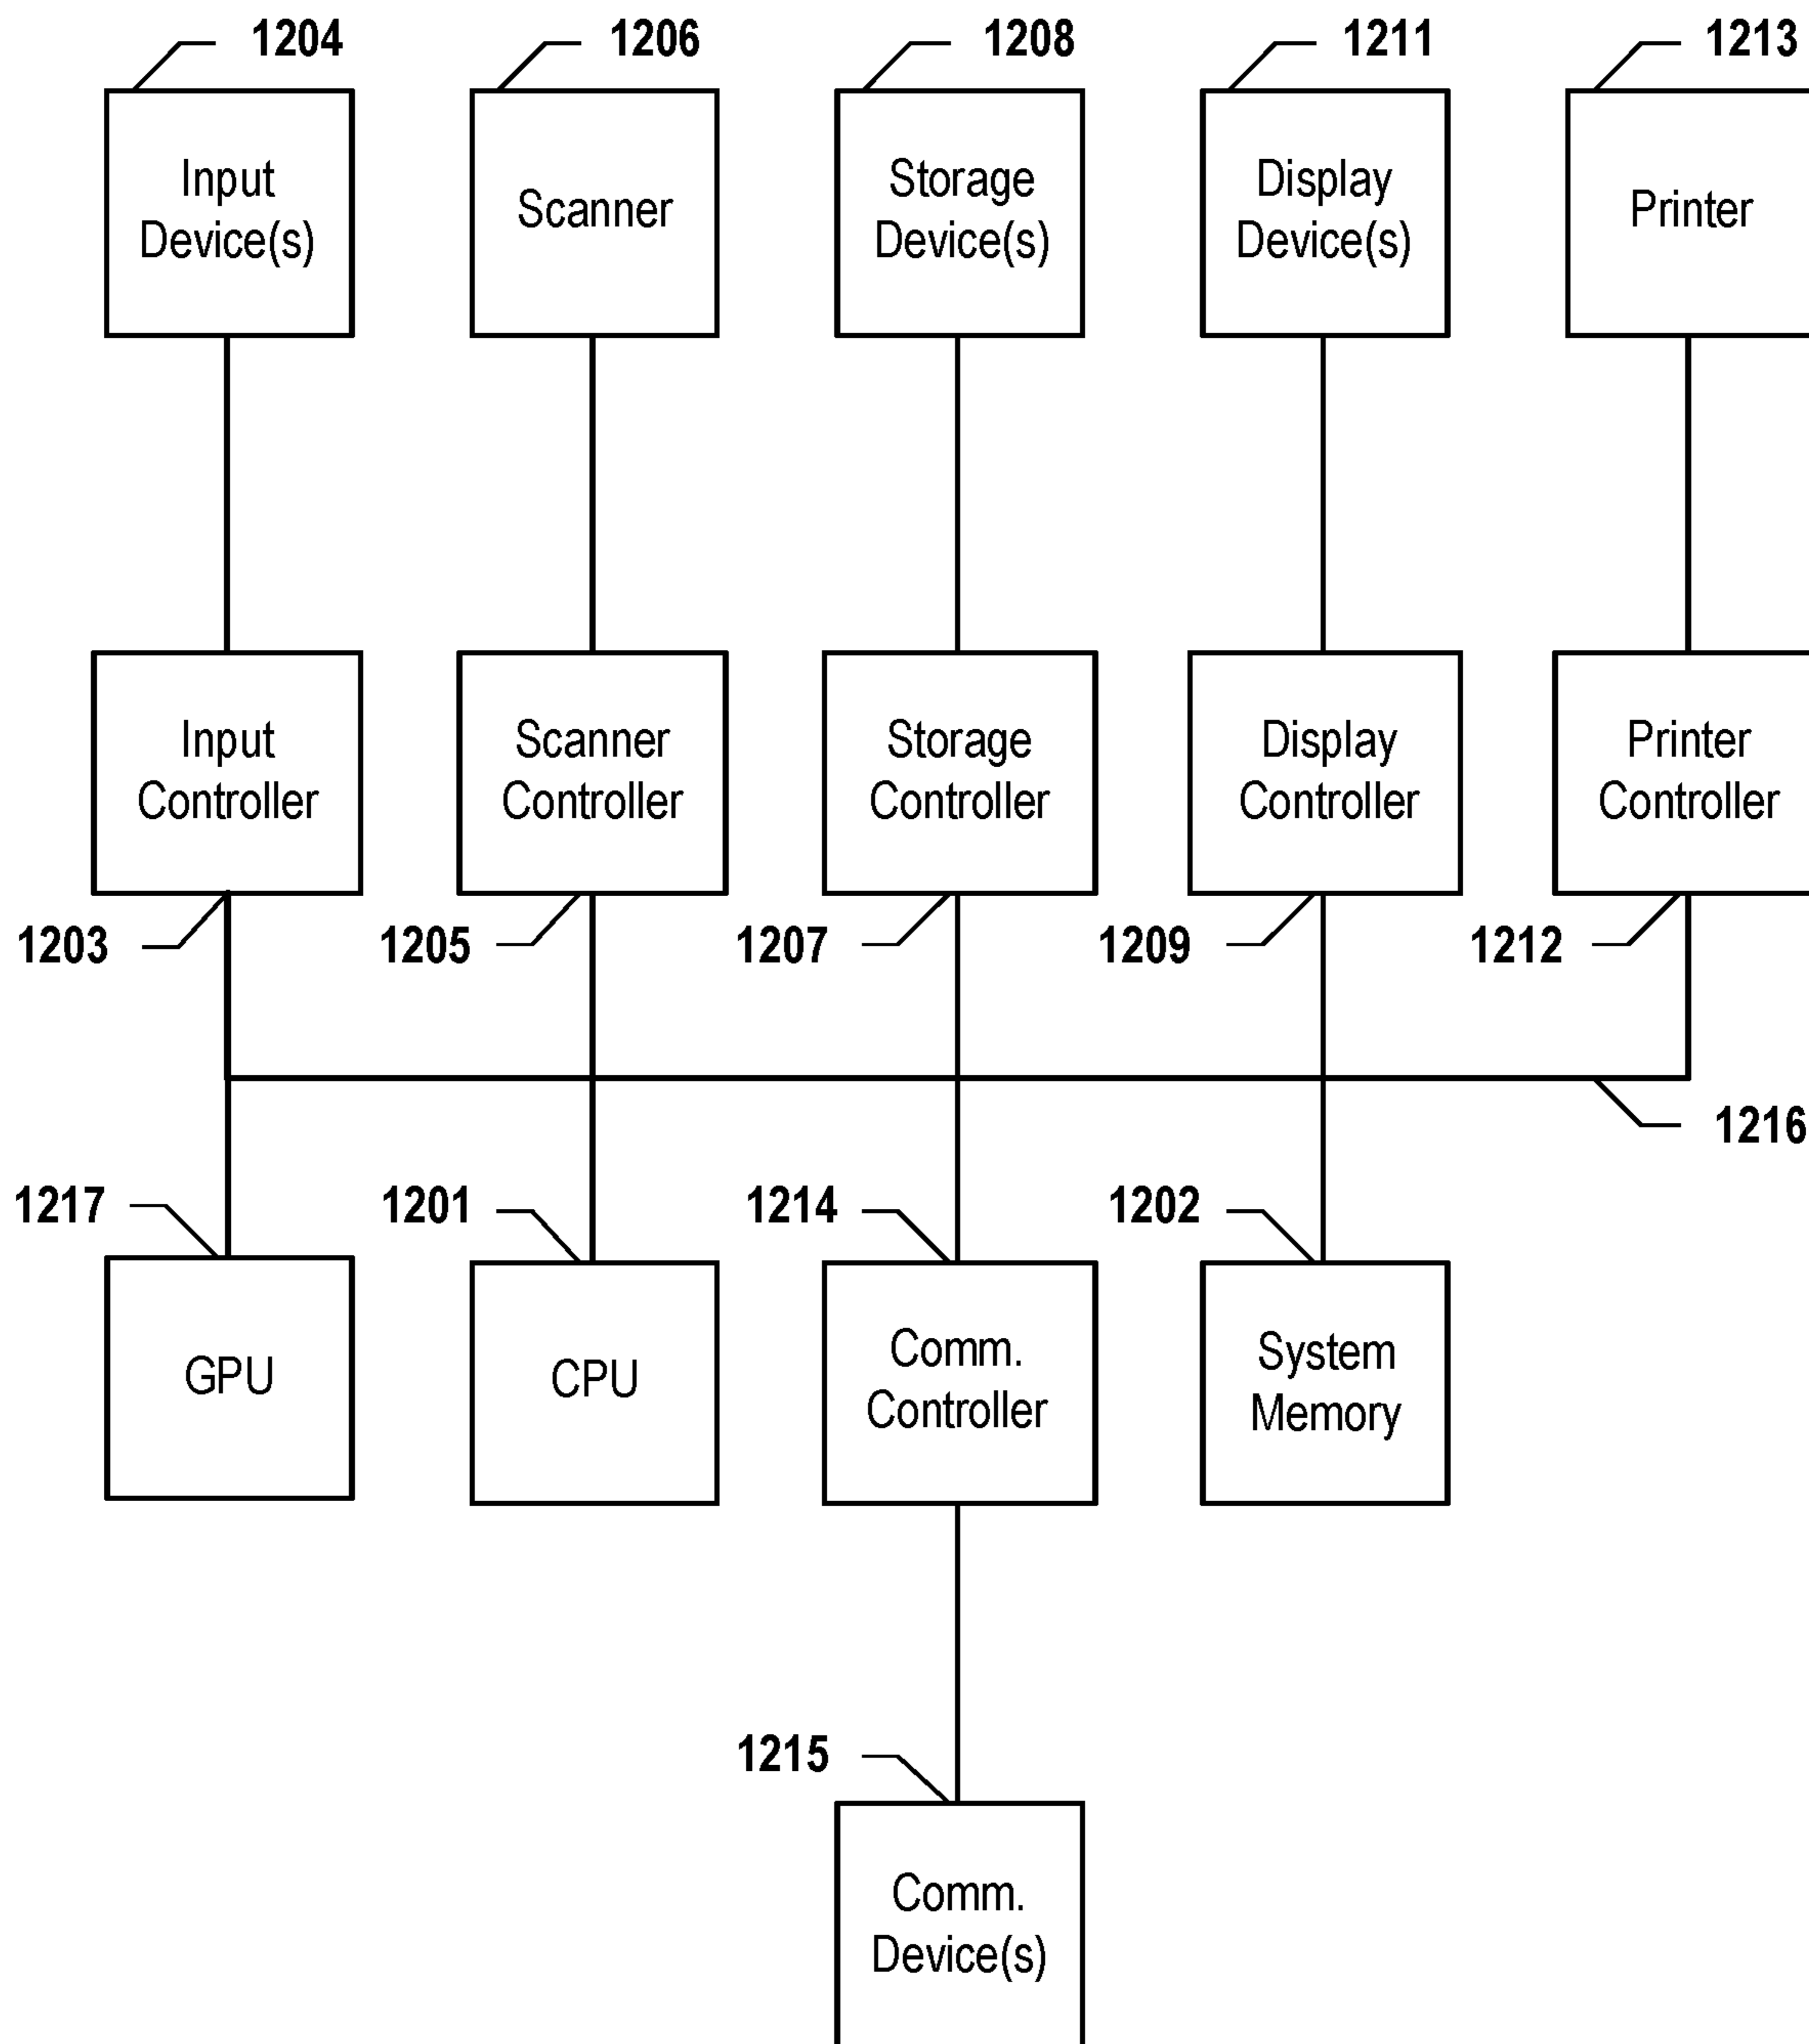 1204
1206
1208
1211
1213
Input
Device(s)
Scanner
Storage
Device(s)
Display
Device(s)
Printer
Input
Controller
Scanner
Controller
Storage
Controller
Display
Controller
Printer
Controller
1203
1205
1207
1209
1212
1216
1217
1201
1214
1202
GPU
CPU
Comm.
Controller
System
Memory
1215
Comm.
Device(s)